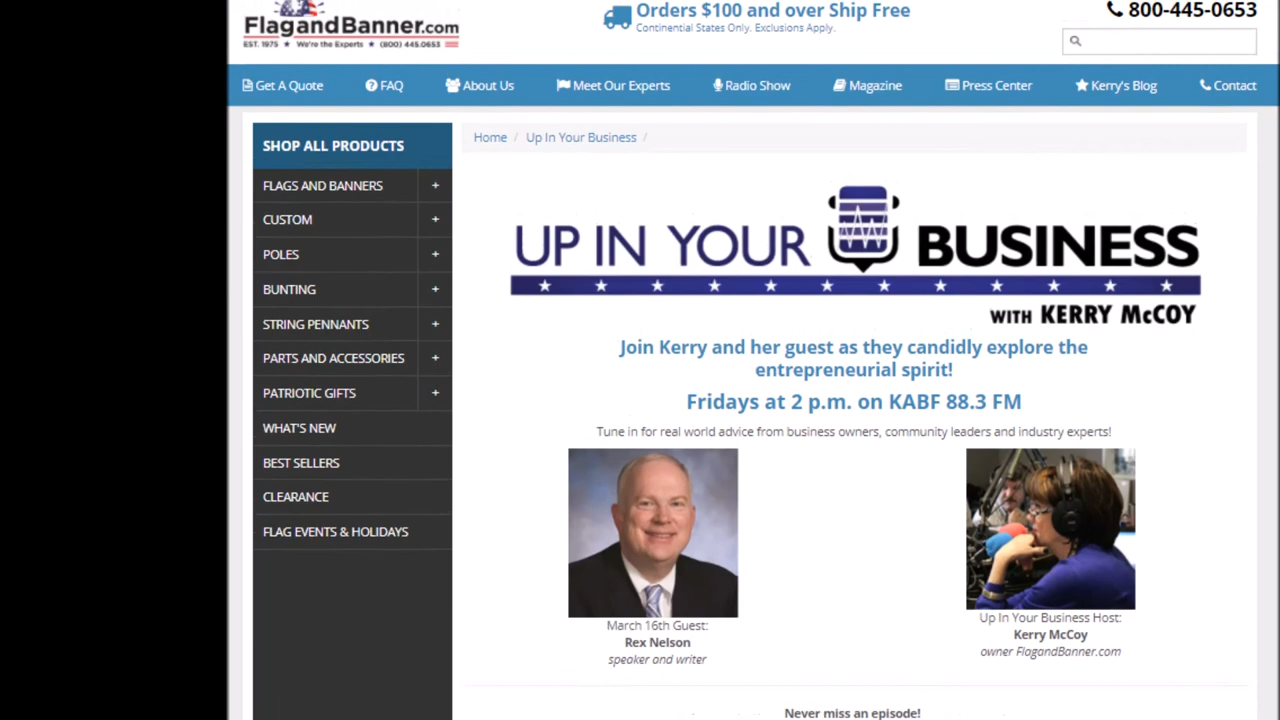 FlagandBanner.com
EST. 1975 ★ We're the Experts ★ (800) 445.0653
Orders $100 and over Ship Free
Continental States Only. Exclusions Apply.
800-445-0653
Get A Quote
FAQ
About Us
Meet Our Experts
Radio Show
Magazine
Press Center
Kerry's Blog
Contact
SHOP ALL PRODUCTS
FLAGS AND BANNERS +
CUSTOM +
POLES +
BUNTING +
STRING PENNANTS +
PARTS AND ACCESSORIES +
PATRIOTIC GIFTS +
WHAT'S NEW
BEST SELLERS
CLEARANCE
FLAG EVENTS & HOLIDAYS
Home / Up In Your Business /
UP IN YOUR BUSINESS
WITH KERRY McCOY
Join Kerry and her guest as they candidly explore the
entrepreneurial spirit!
Fridays at 2 p.m. on KABF 88.3 FM
Tune in for real world advice from business owners, community leaders and industry experts!
March 16th Guest:
Rex Nelson
speaker and writer
Up In Your Business Host:
Kerry McCoy
owner FlagandBanner.com
Never miss an episode!